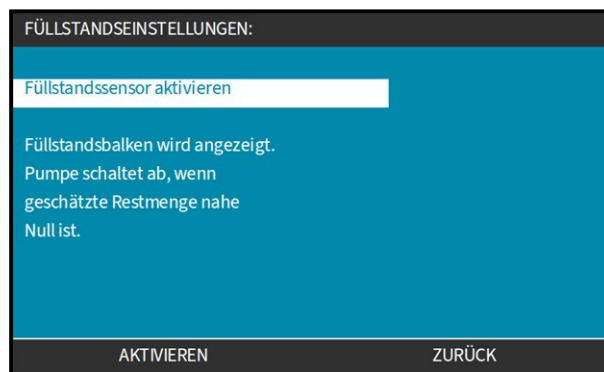 FÜLLSTANDSEINSTELLUNGEN:
Füllstandssensor aktivieren
Füllstandsbalken wird angezeigt.
Pumpe schaltet ab, wenn
geschätzte Restmenge nahe
Null ist.
AKTIVIEREN ZURÜCK